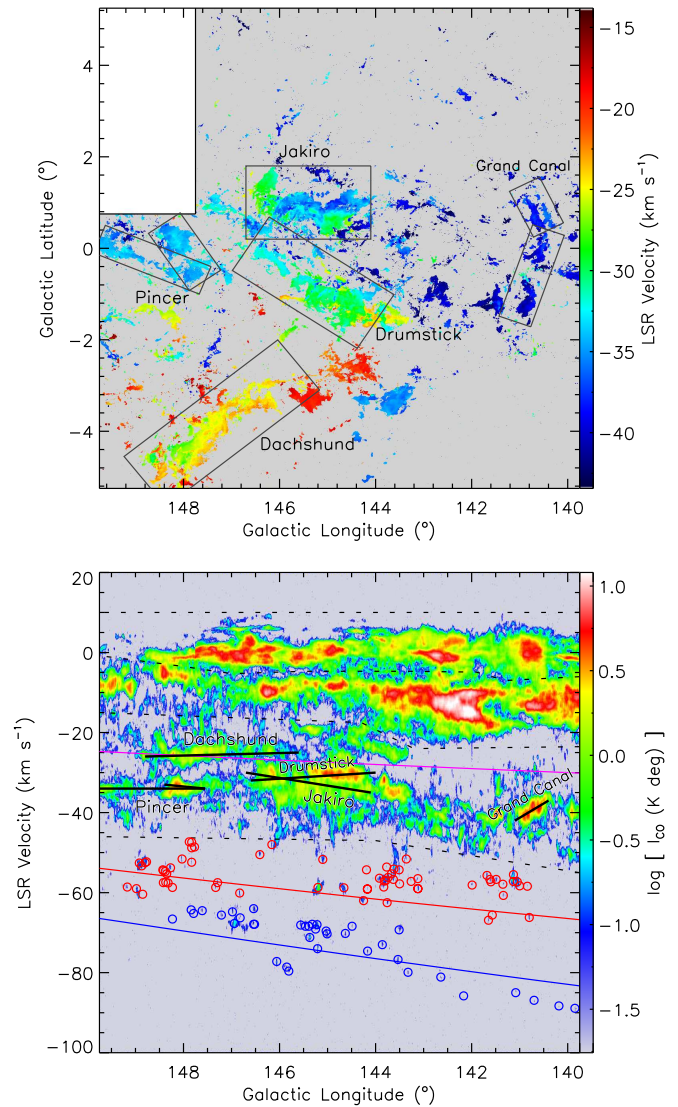 4
2
0
−2
−4
Galactic Latitude (°)
Jakiro
Grand Canal
Pincer
Drumstick
Dachshund
148
146
144
142
140
Galactic Longitude (°)
−15
−20
−25
−30
−35
−40
LSR Velocity (km s⁻¹)
20
0
−20
−40
−60
−80
−100
LSR Velocity (km s⁻¹)
Dachshund
Drumstick
Jakiro
Pincer
Grand Canal
148
146
144
142
140
Galactic Longitude (°)
1.0
0.5
0.0
−0.5
−1.0
−1.5
log [ I_CO (K deg) ]